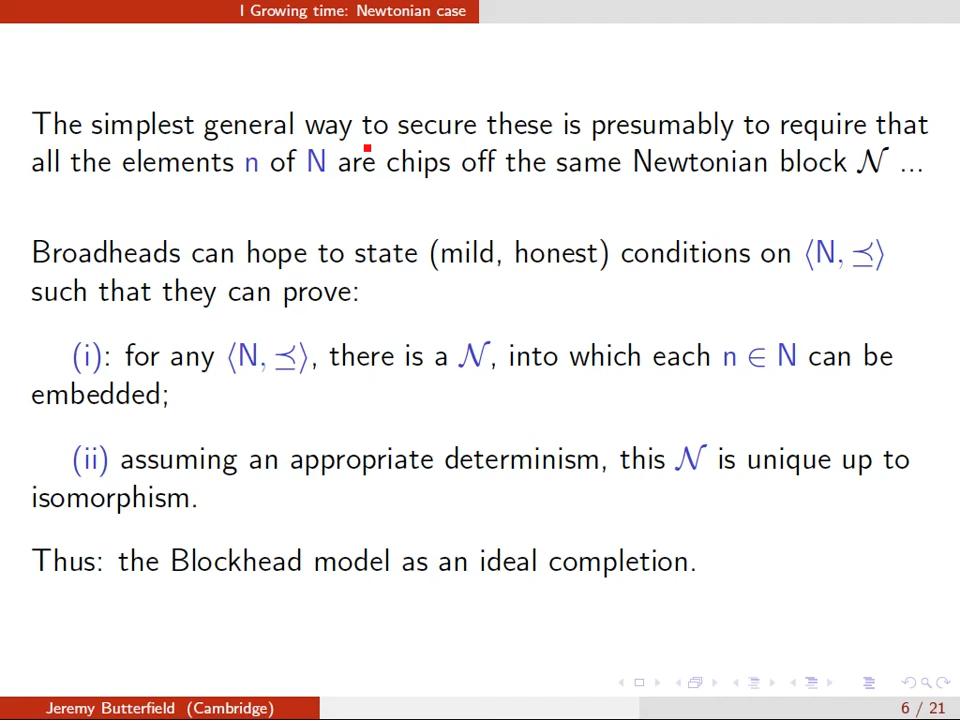 I Growing time: Newtonian case
The simplest general way to secure these is presumably to require that
all the elements n of N are chips off the same Newtonian block 𝒩 ...
Broadheads can hope to state (mild, honest) conditions on ⟨N, ⪯⟩
such that they can prove:
(i): for any ⟨N, ⪯⟩, there is a 𝒩, into which each n ∈ N can be
embedded;
(ii) assuming an appropriate determinism, this 𝒩 is unique up to
isomorphism.
Thus: the Blockhead model as an ideal completion.
Jeremy Butterfield (Cambridge)
6 / 21